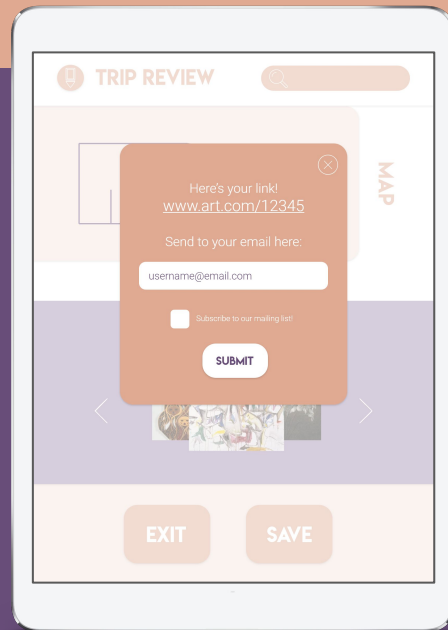 TRIP REVIEW
MAP
Here's your link!
www.art.com/12345
Send to your email here:
username@email.com
Subscribe to our mailing list!
SUBMIT
EXIT
SAVE